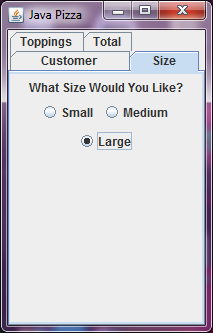 Java Pizza
Toppings Total
Customer Size
What Size Would You Like?
Small Medium
Large